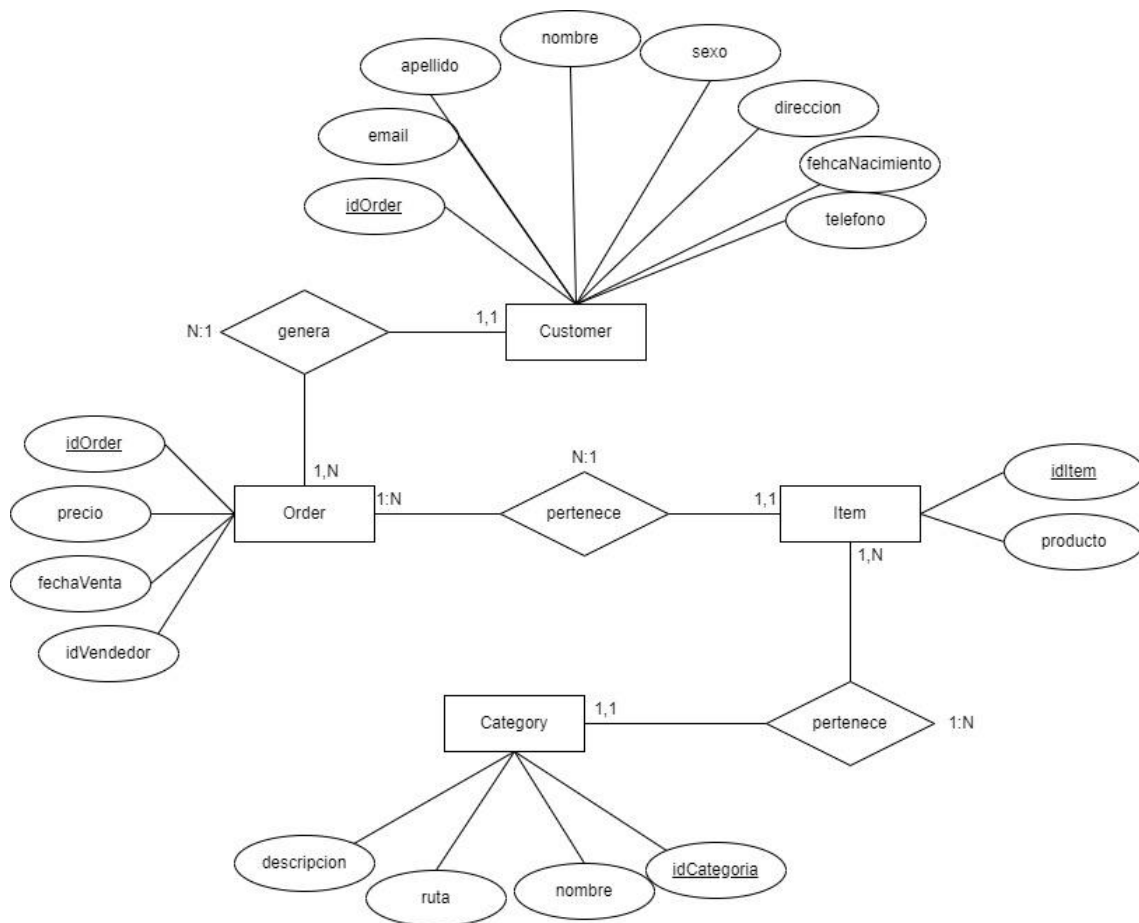 nombre
sexo
apellido
direccion
email
fehcaNacimiento
idOrder
telefono
N:1
genera
1,1
Customer
idOrder
1,N
N:1
idItem
precio
1:N
Order
pertenece
1,1
Item
producto
1,N
fechaVenta
idVendedor
Category
1,1
pertenece
1:N
descripcion
ruta
nombre
idCategoria